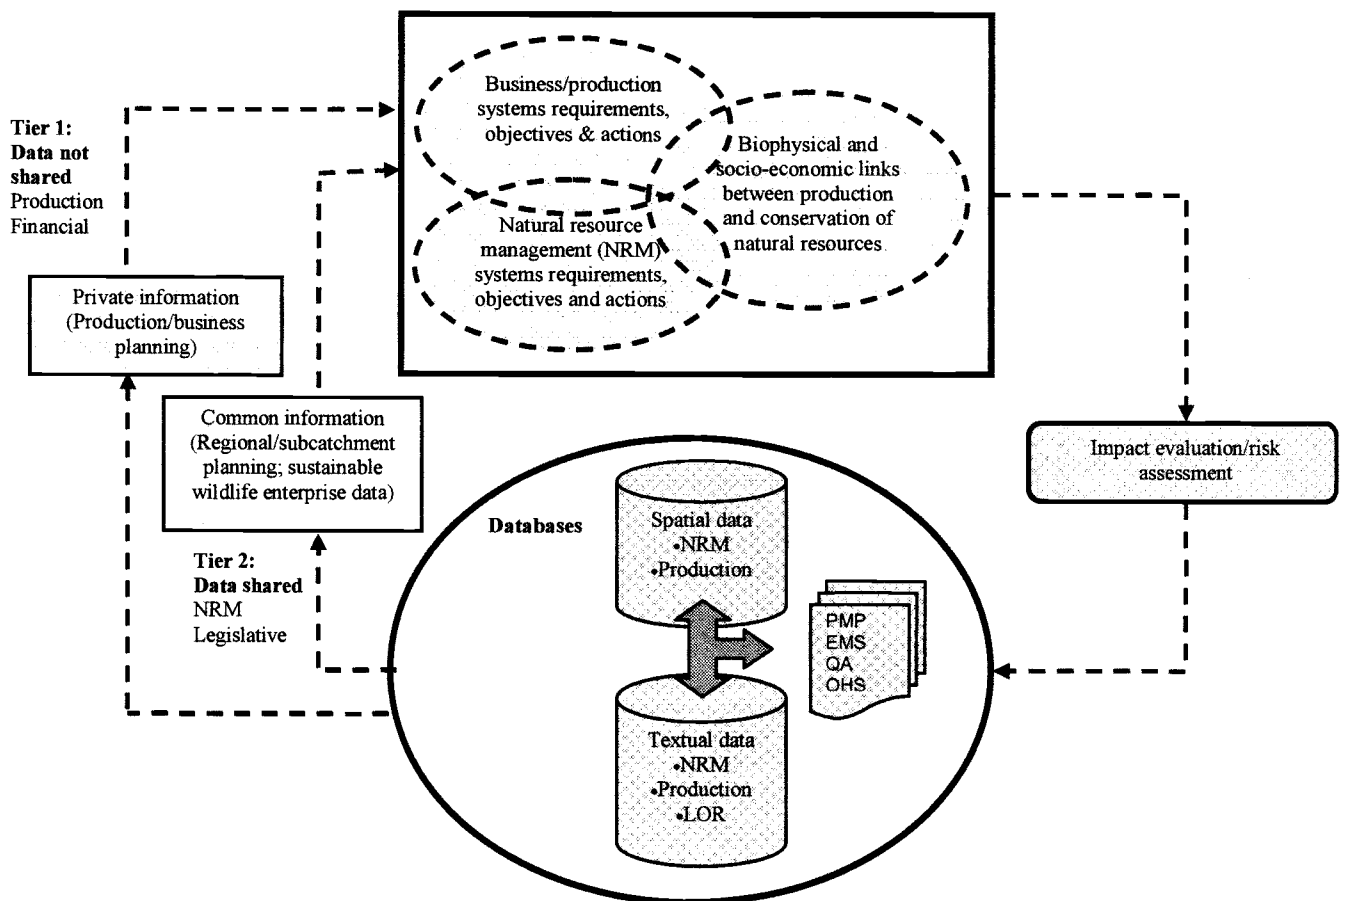 Business/production
systems requirements,
objectives & actions
Biophysical and
socio-economic links
between production
and conservation of
natural resources
Natural resource
management (NRM)
systems requirements,
objectives and actions
Tier 1:
Data not
shared
Production
Financial
Private information
(Production/business
planning)
Common information
(Regional/subcatchment
planning; sustainable
wildlife enterprise data)
Tier 2:
Data shared
NRM
Legislative
Impact evaluation/risk
assessment
Databases
Spatial data
•NRM
•Production
PMP
EMS
QA
OHS
Textual data
•NRM
•Production
•LOR